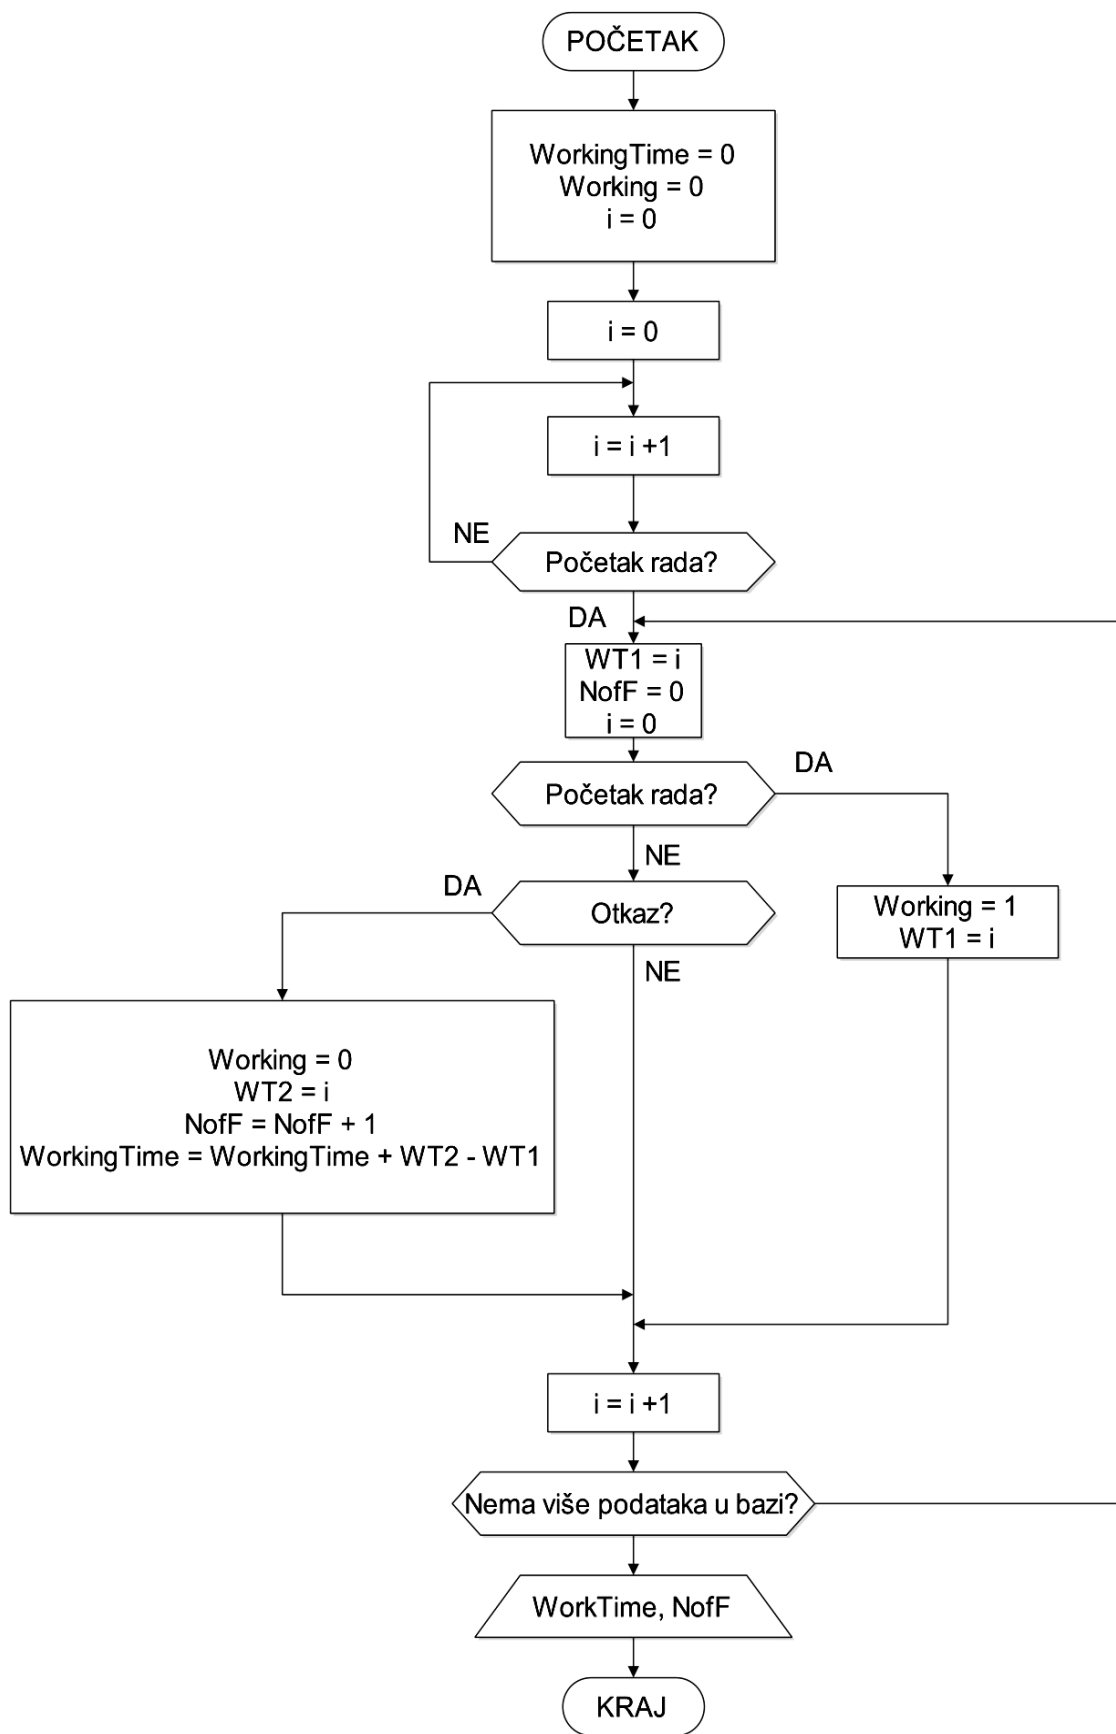 POČETAK
WorkingTime = 0
Working = 0
i = 0
i = 0
i = i +1
NE
Početak rada?
DA
WT1 = i
NofF = 0
i = 0
DA
Početak rada?
NE
DA
Otkaz?
Working = 1
WT1 = i
NE
Working = 0
WT2 = i
NofF = NofF + 1
WorkingTime = WorkingTime + WT2 - WT1
i = i +1
Nema više podataka u bazi?
WorkTime, NofF
KRAJ